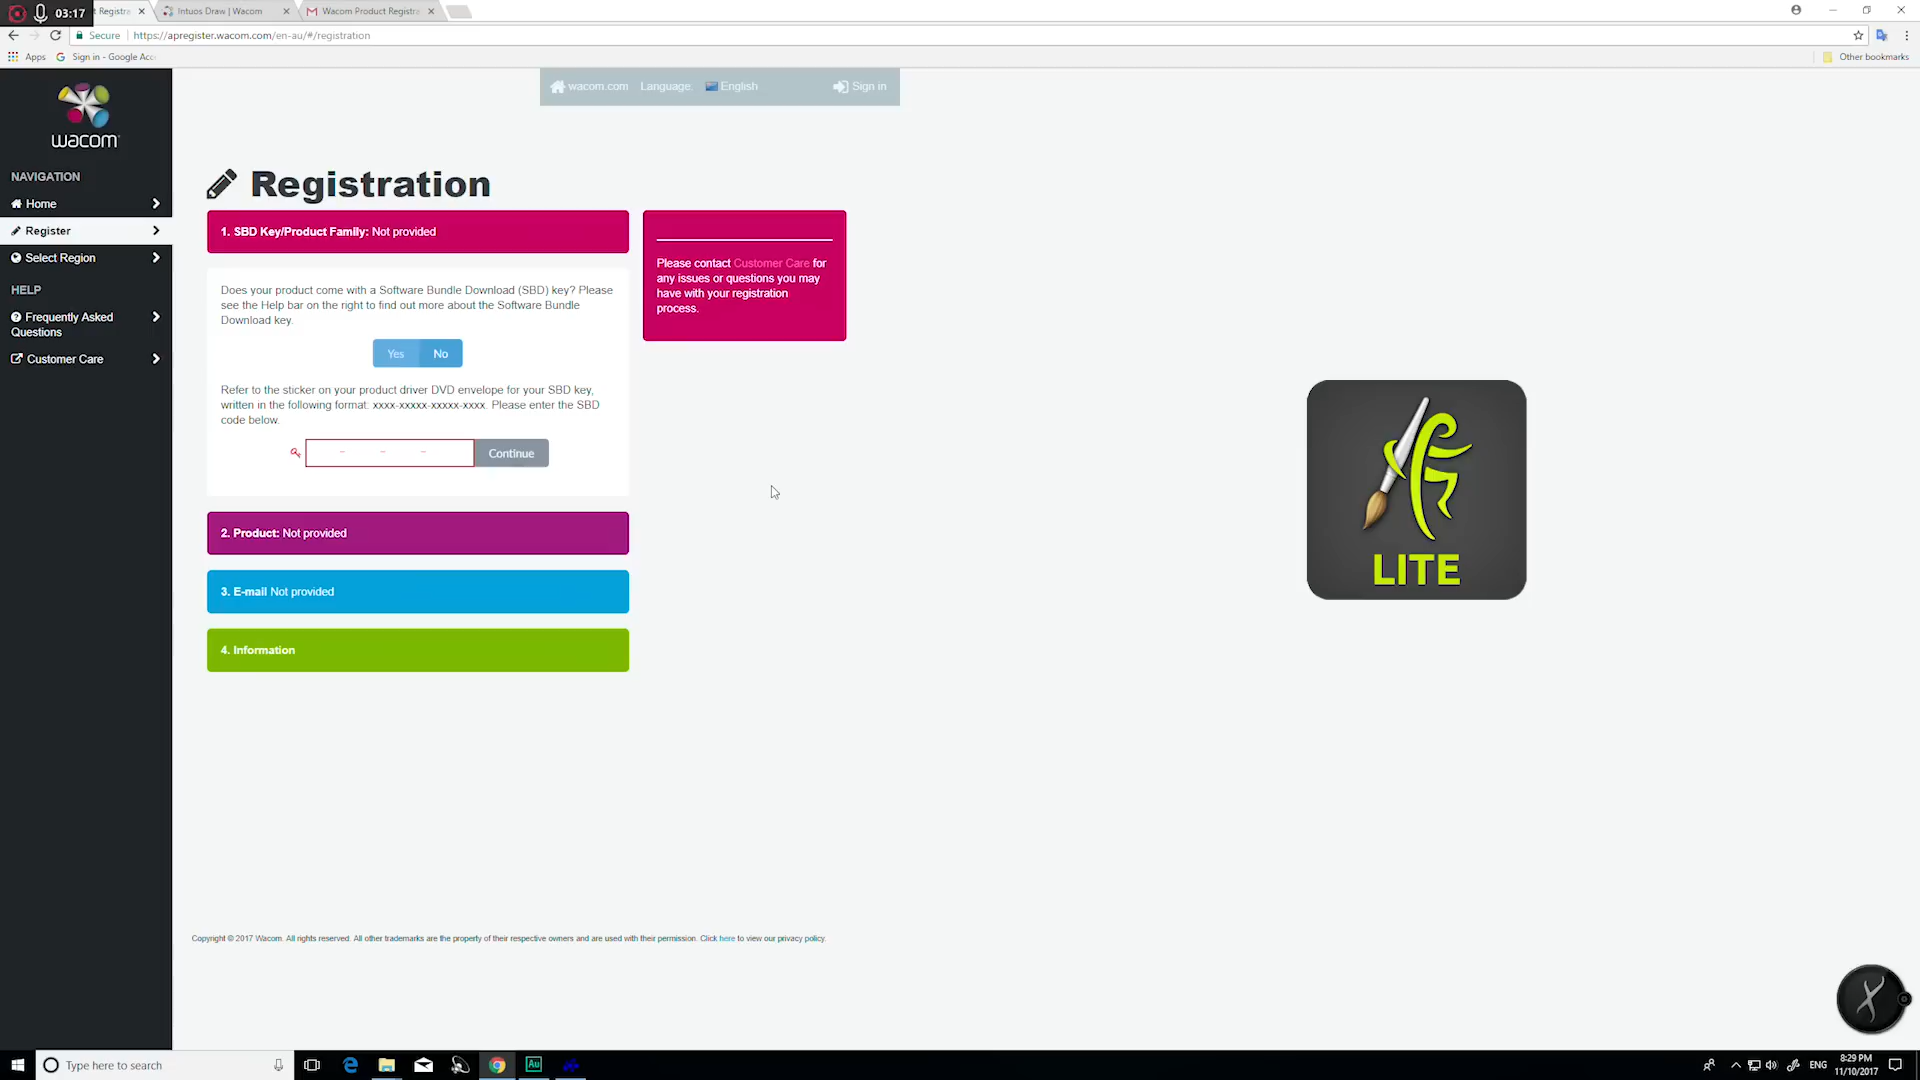 03:17
t Registra
Intuos Draw | Wacom
Wacom Product Registra
Secure
https://apregister.wacom.com/en-au/#/registration
Apps
Sign in - Google Acc
Other bookmarks
wacom
wacom.com
Language:
English
Sign in
NAVIGATION
Home
Register
Select Region
HELP
Frequently Asked
Questions
Customer Care
Registration
1. SBD Key/Product Family: Not provided
Does your product come with a Software Bundle Download (SBD) key? Please
see the Help bar on the right to find out more about the Software Bundle
Download key.
Yes
No
Refer to the sticker on your product driver DVD envelope for your SBD key,
written in the following format: xxxx-xxxxx-xxxxx-xxxx. Please enter the SBD
code below.
– – –
Continue
2. Product: Not provided
3. E-mail Not provided
4. Information
Please contact Customer Care for
any issues or questions you may
have with your registration
process.
LITE
Copyright © 2017 Wacom. All rights reserved. All other trademarks are the property of their respective owners and are used with their permission. Click here to view our privacy policy.
Type here to search
Au
ENG
8:29 PM
11/10/2017